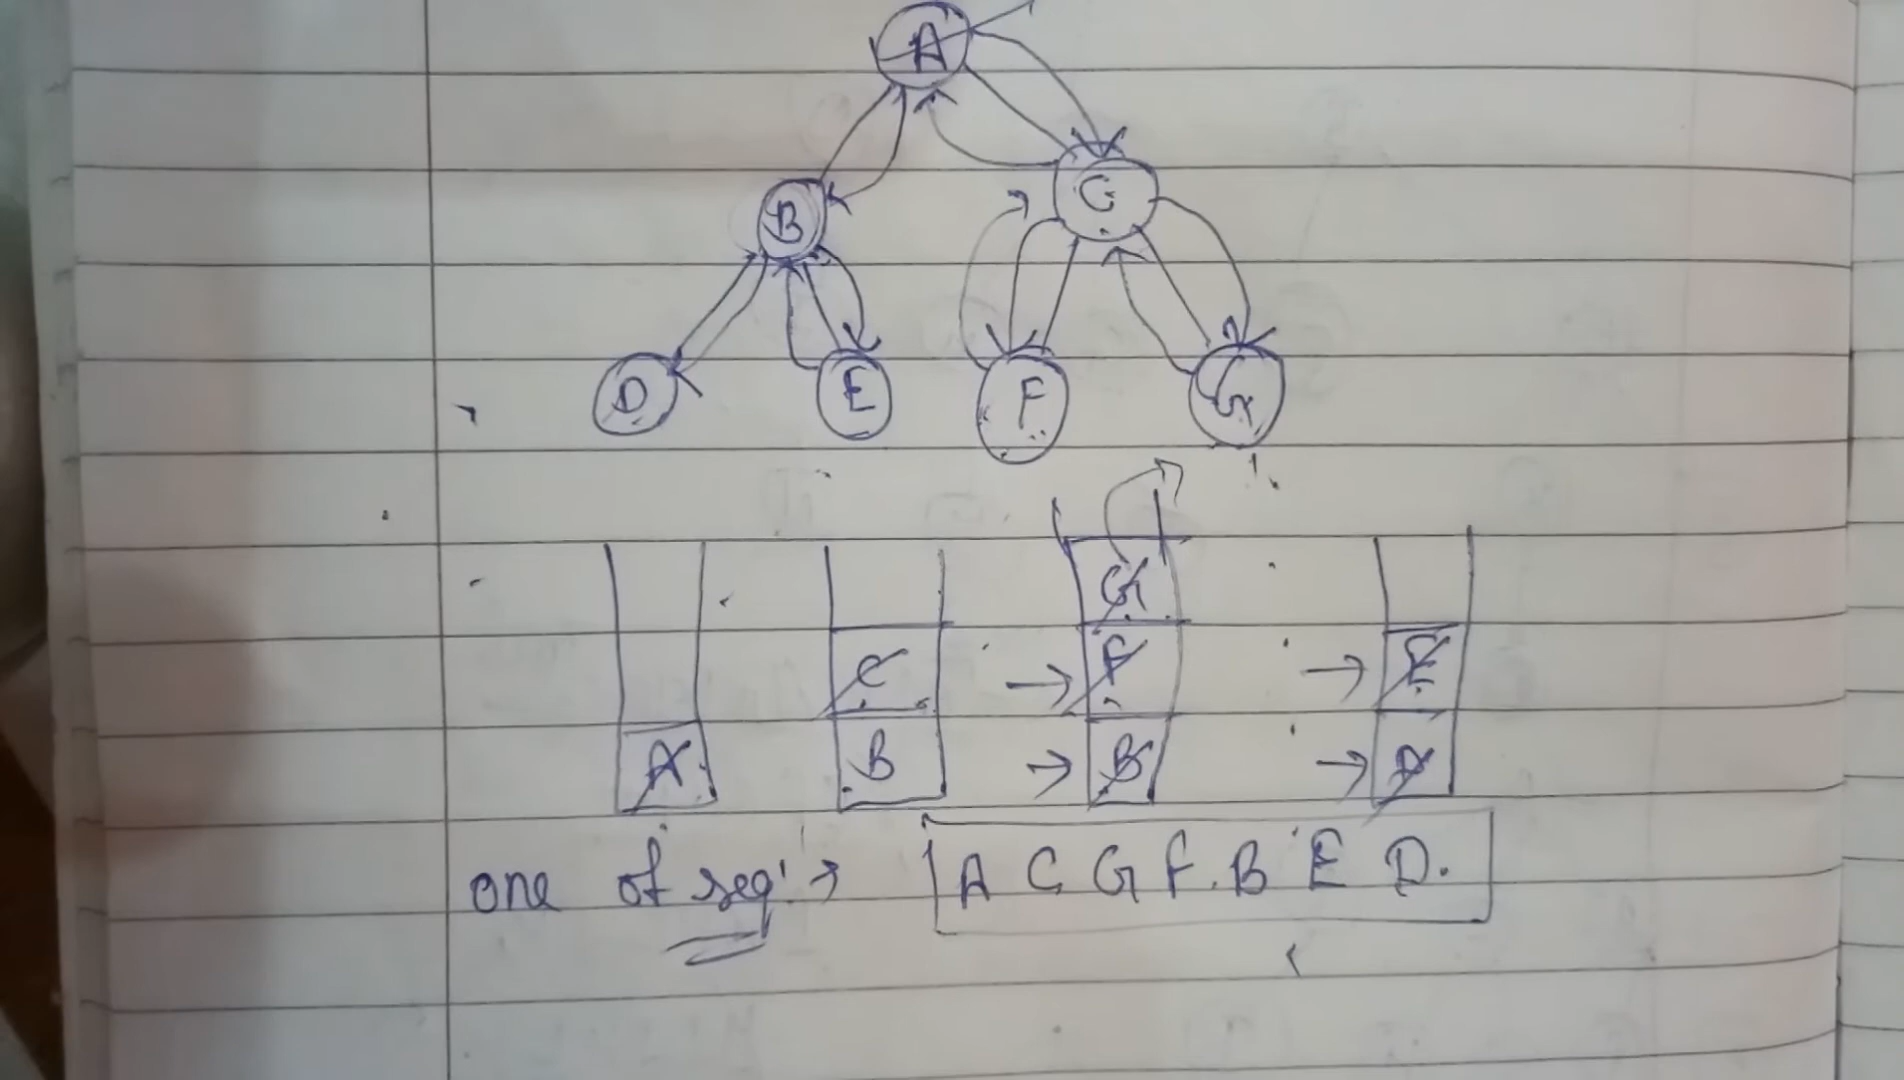 A
B C
D E F G
G
C F E
A B B D
one of seq' → A C G F. B E D.